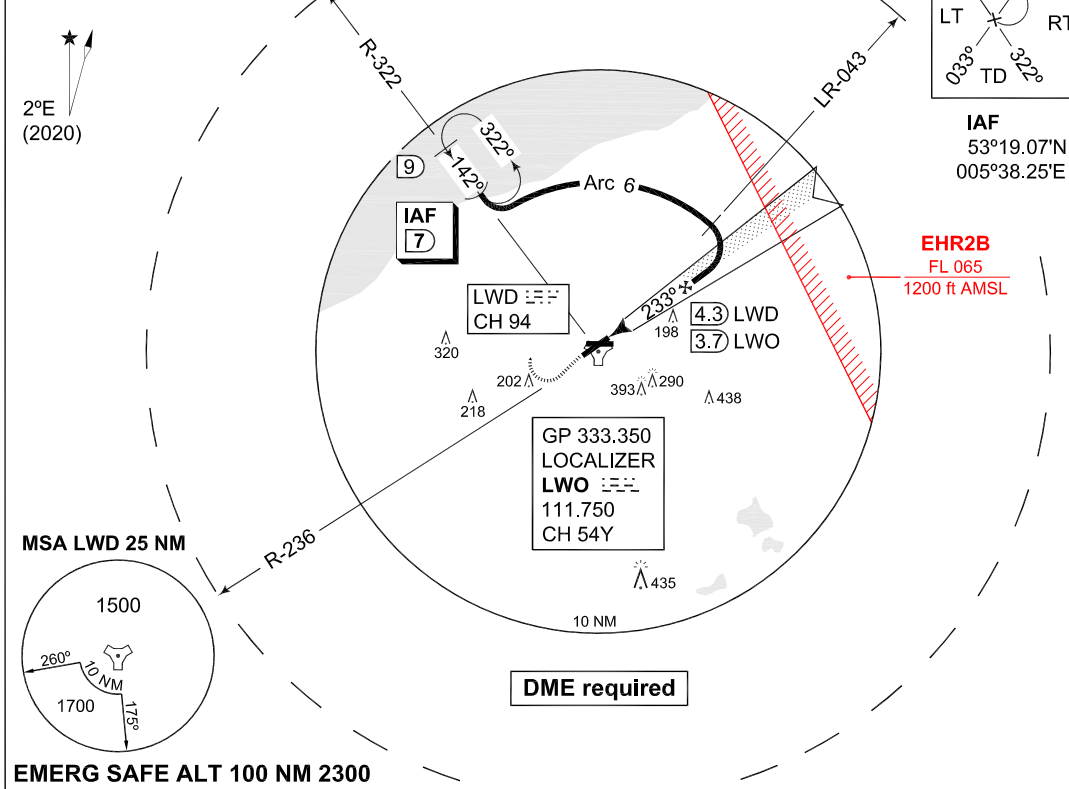 LT
RT
033º
TD
322º
R-322
LR-043
2ºE
(2020)
IAF
53º19.07'N
005º38.25'E
9
322º
142º
Arc 6
IAF
7
EHR2B
FL 065
1200 ft AMSL
LWD
CH 94
233º
4.3 LWD
198
3.7 LWO
320
202
393
290
218
438
GP 333.350
LOCALIZER
LWO
111.750
CH 54Y
R-236
MSA LWD 25 NM
435
1500
10 NM
260º
10 NM
1700
175º
DME required
EMERG SAFE ALT 100 NM 2300